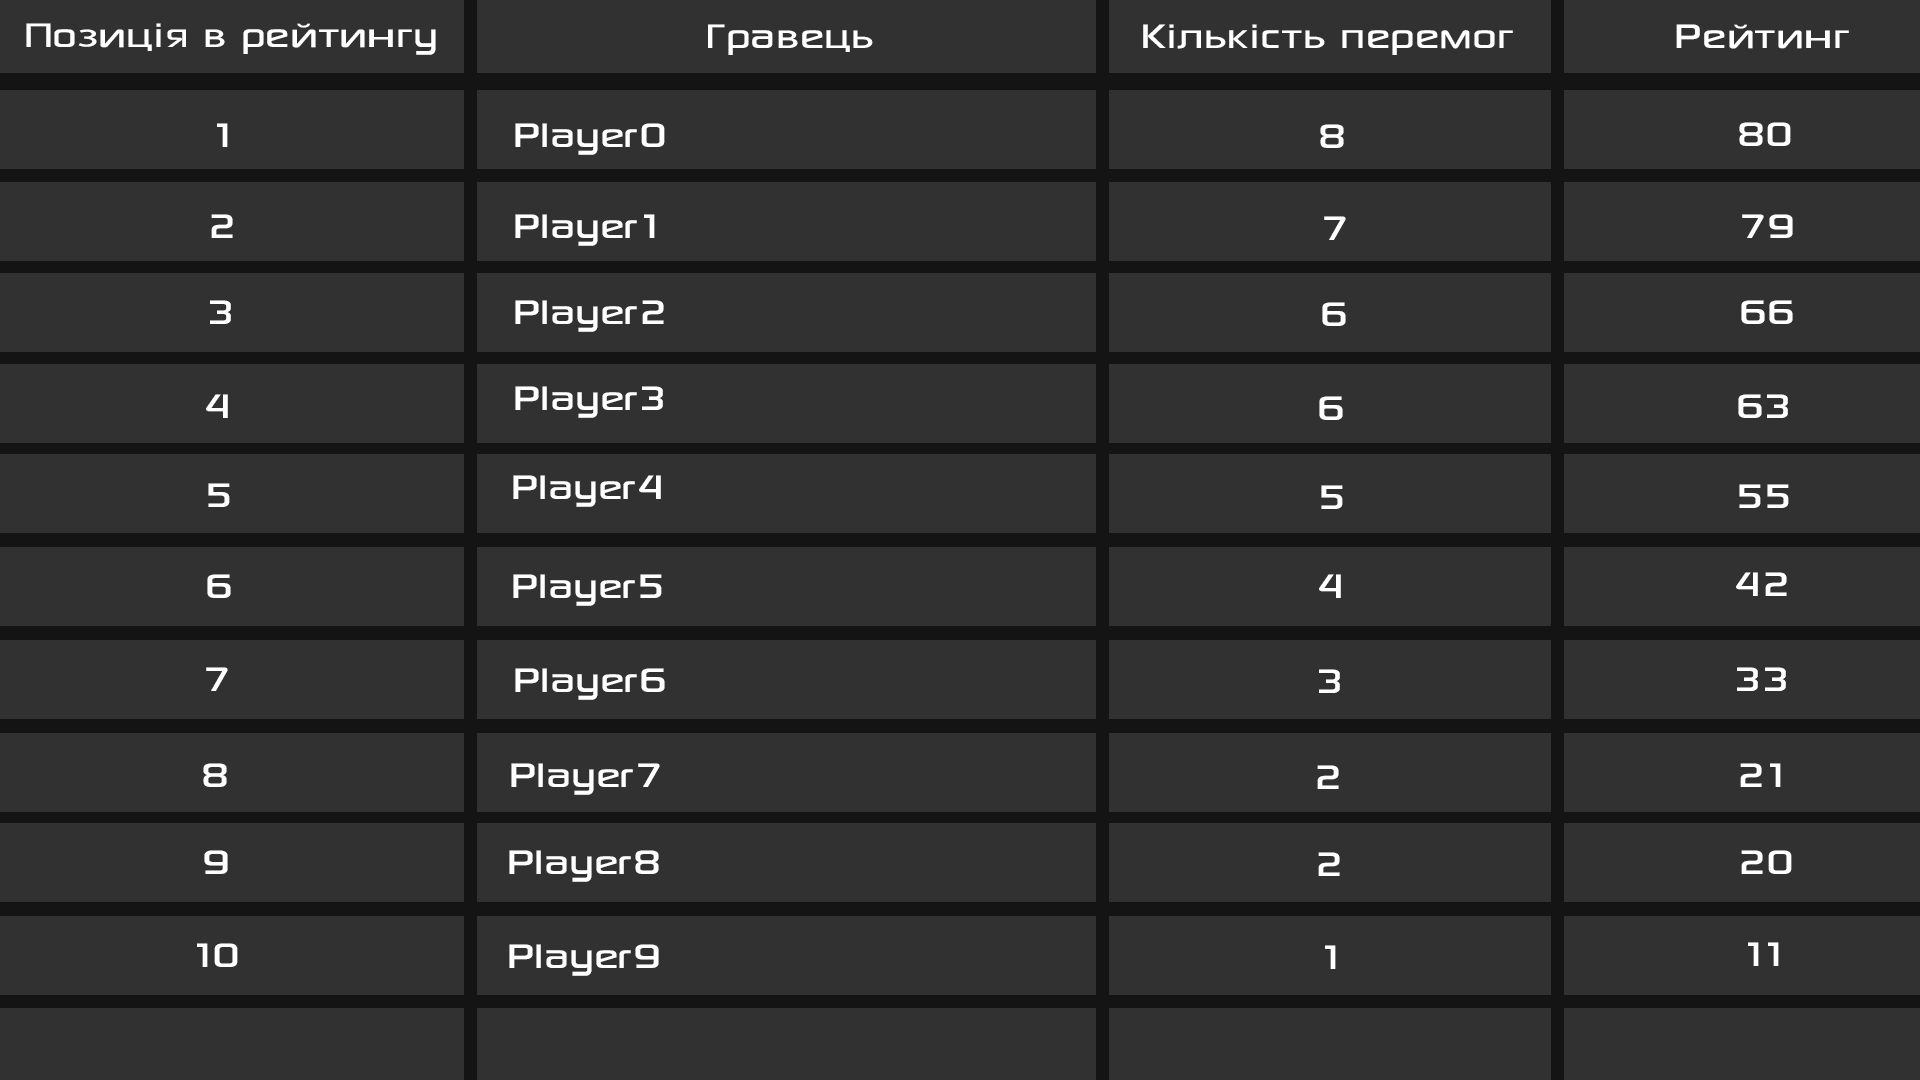 Позиція в рейтингу Гравець Кількість перемог Рейтинг
1 Player0 8 80
2 Player1 7 79
3 Player2 6 66
4 Player3 6 63
5 Player4 5 55
6 Player5 4 42
7 Player6 3 33
8 Player7 2 21
9 Player8 2 20
10 Player9 1 11